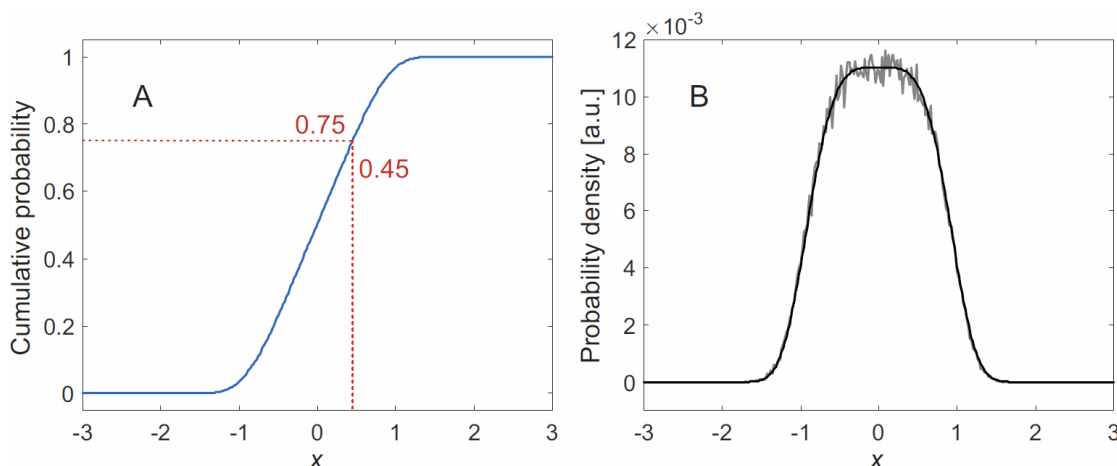 A
Cumulative probability
1
0.8
0.6
0.4
0.2
0
0.75
0.45
-3 -2 -1 0 1 2 3
x
×10⁻³
B
Probability density [a.u.]
12
10
8
6
4
2
0
-3 -2 -1 0 1 2 3
x